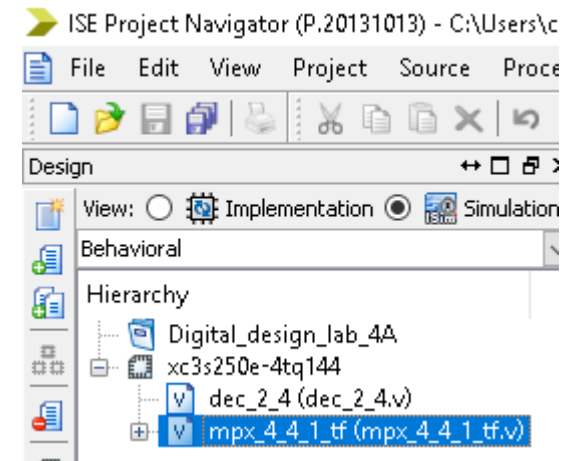 ISE Project Navigator (P.20131013) - C:\Users\c
File Edit View Project Source Proce
Design
View: Implementation Simulation
Behavioral
Hierarchy
Digital_design_lab_4A
xc3s250e-4tq144
dec_2_4 (dec_2_4.v)
mpx_4_4_1_tf (mpx_4_4_1_tf.v)